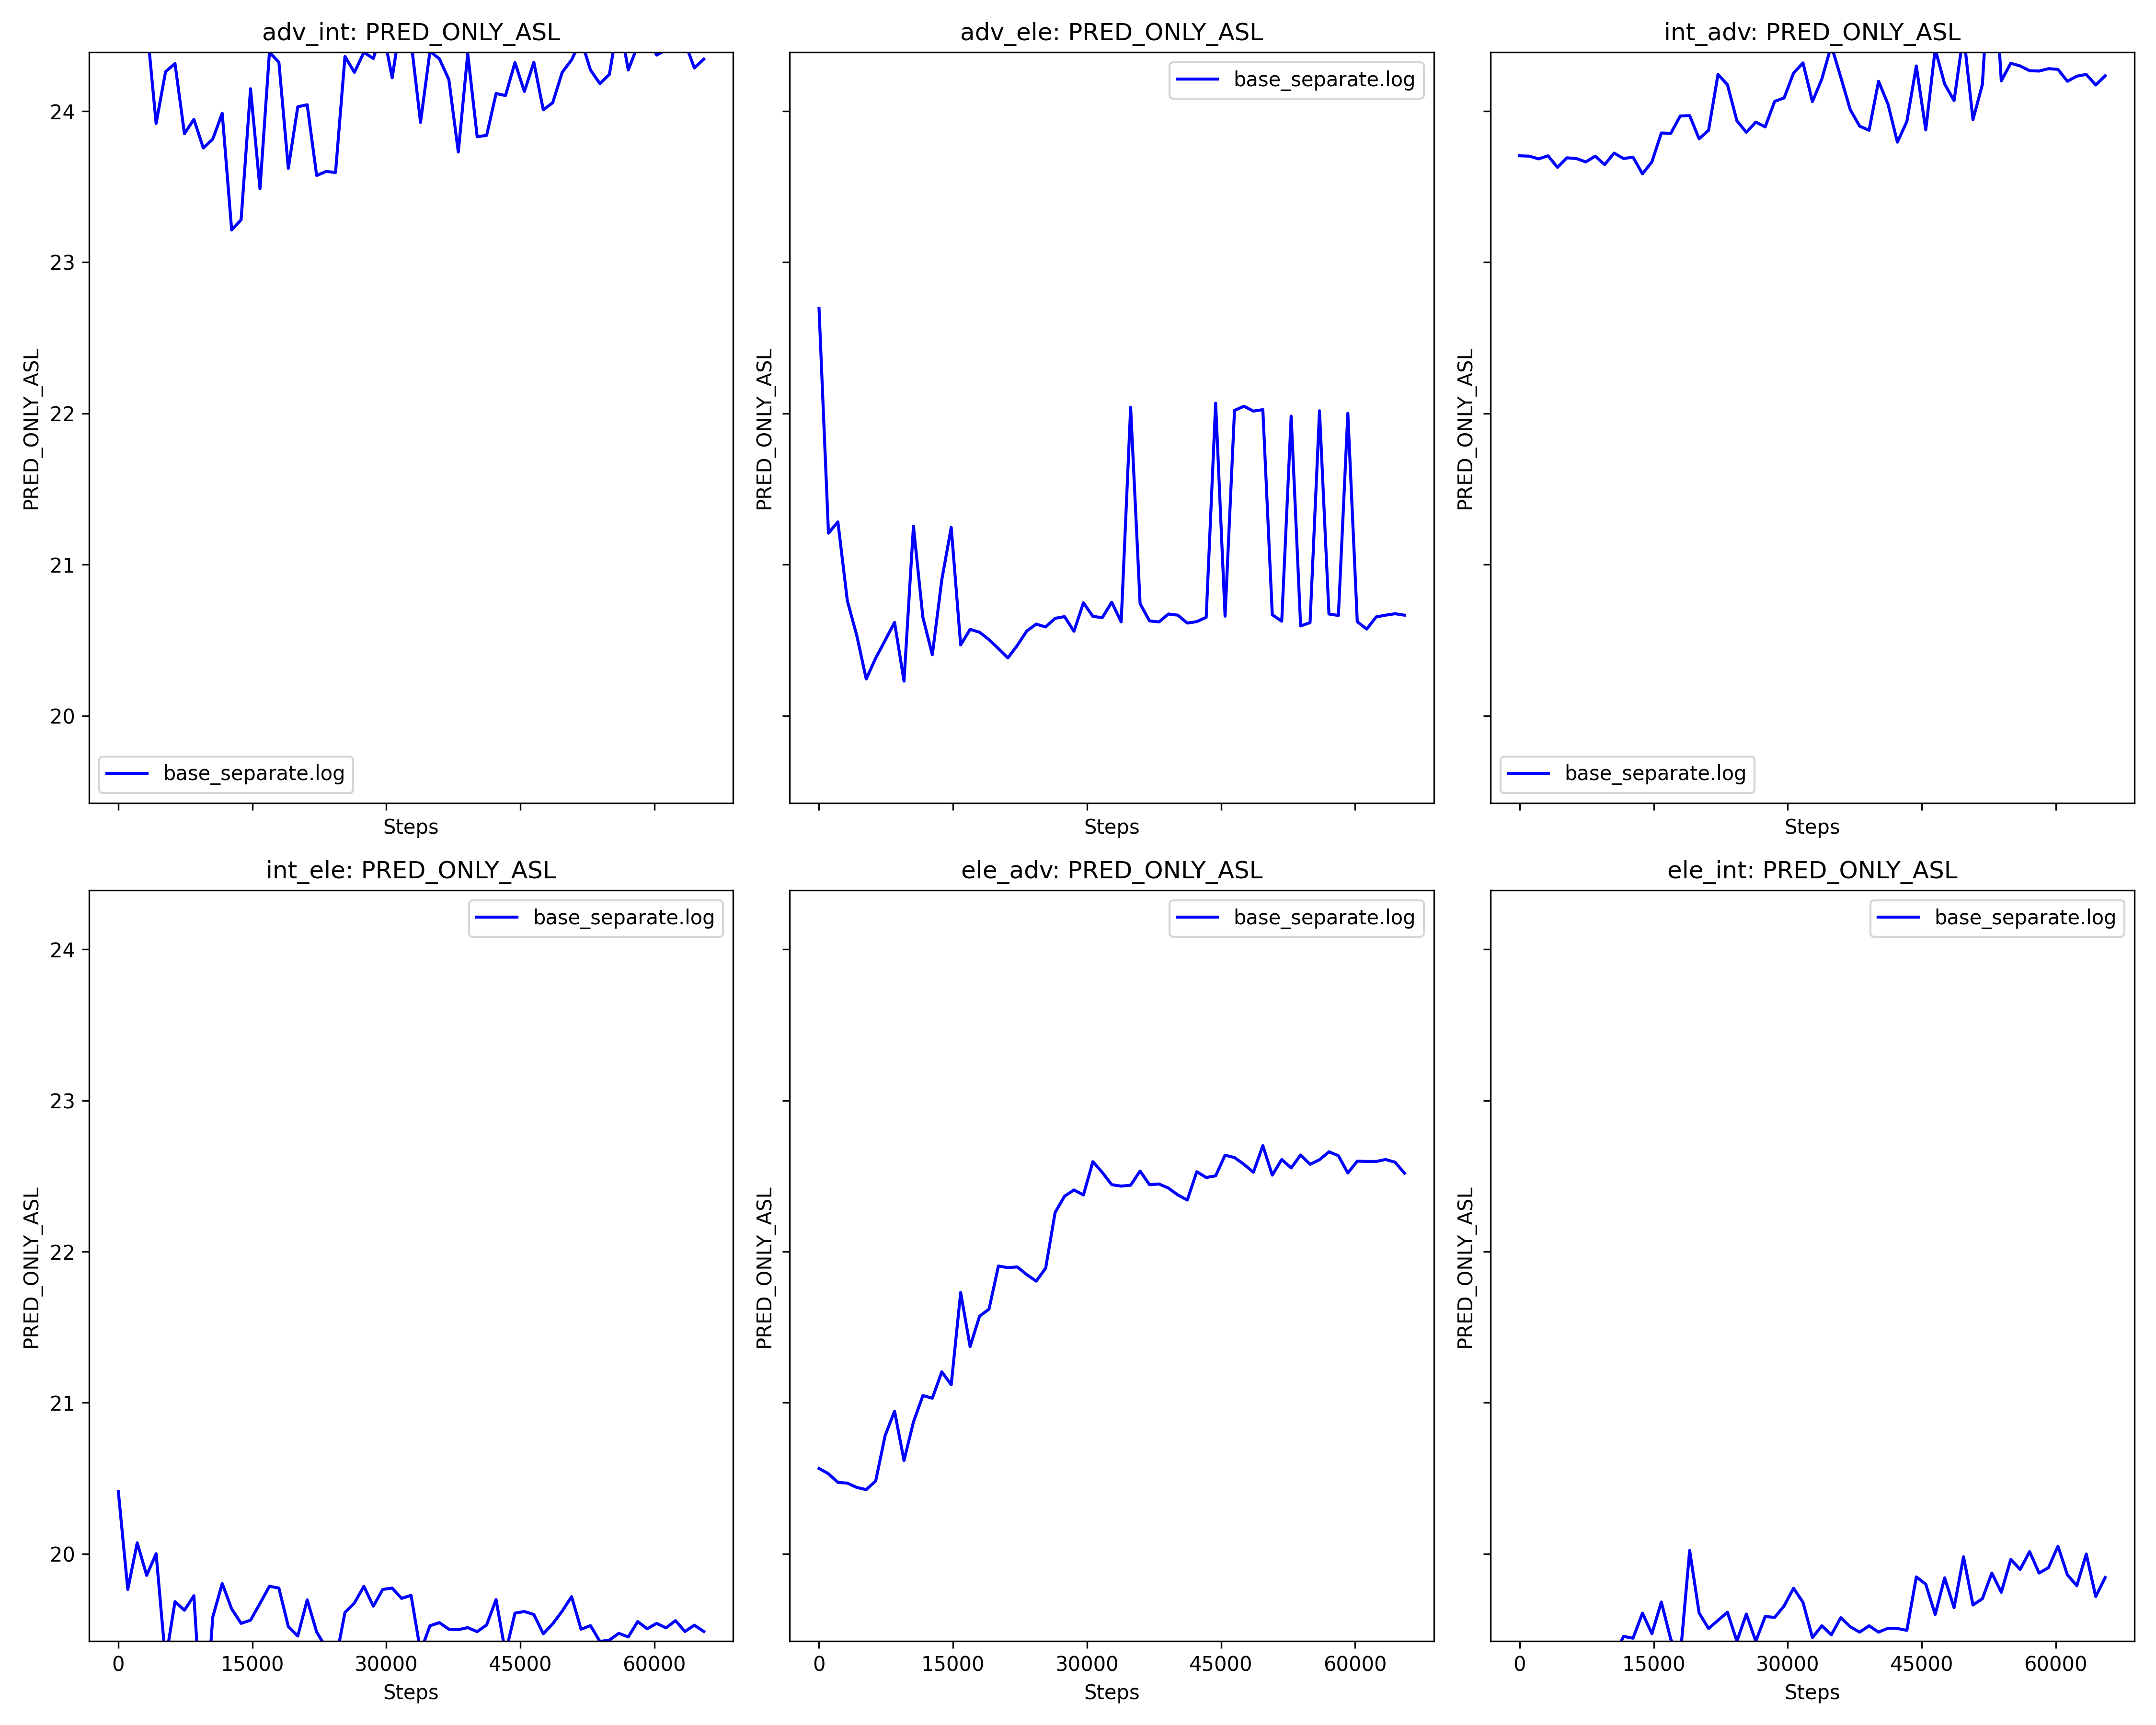 adv_int: PRED_ONLY_ASL
adv_ele: PRED_ONLY_ASL
int_adv: PRED_ONLY_ASL
PRED_ONLY_ASL
24
23
22
21
20
base_separate.log
Steps
PRED_ONLY_ASL
base_separate.log
Steps
PRED_ONLY_ASL
base_separate.log
Steps
int_ele: PRED_ONLY_ASL
ele_adv: PRED_ONLY_ASL
ele_int: PRED_ONLY_ASL
PRED_ONLY_ASL
24
23
22
21
20
base_separate.log
0 15000 30000 45000 60000
Steps
PRED_ONLY_ASL
base_separate.log
0 15000 30000 45000 60000
Steps
PRED_ONLY_ASL
base_separate.log
0 15000 30000 45000 60000
Steps